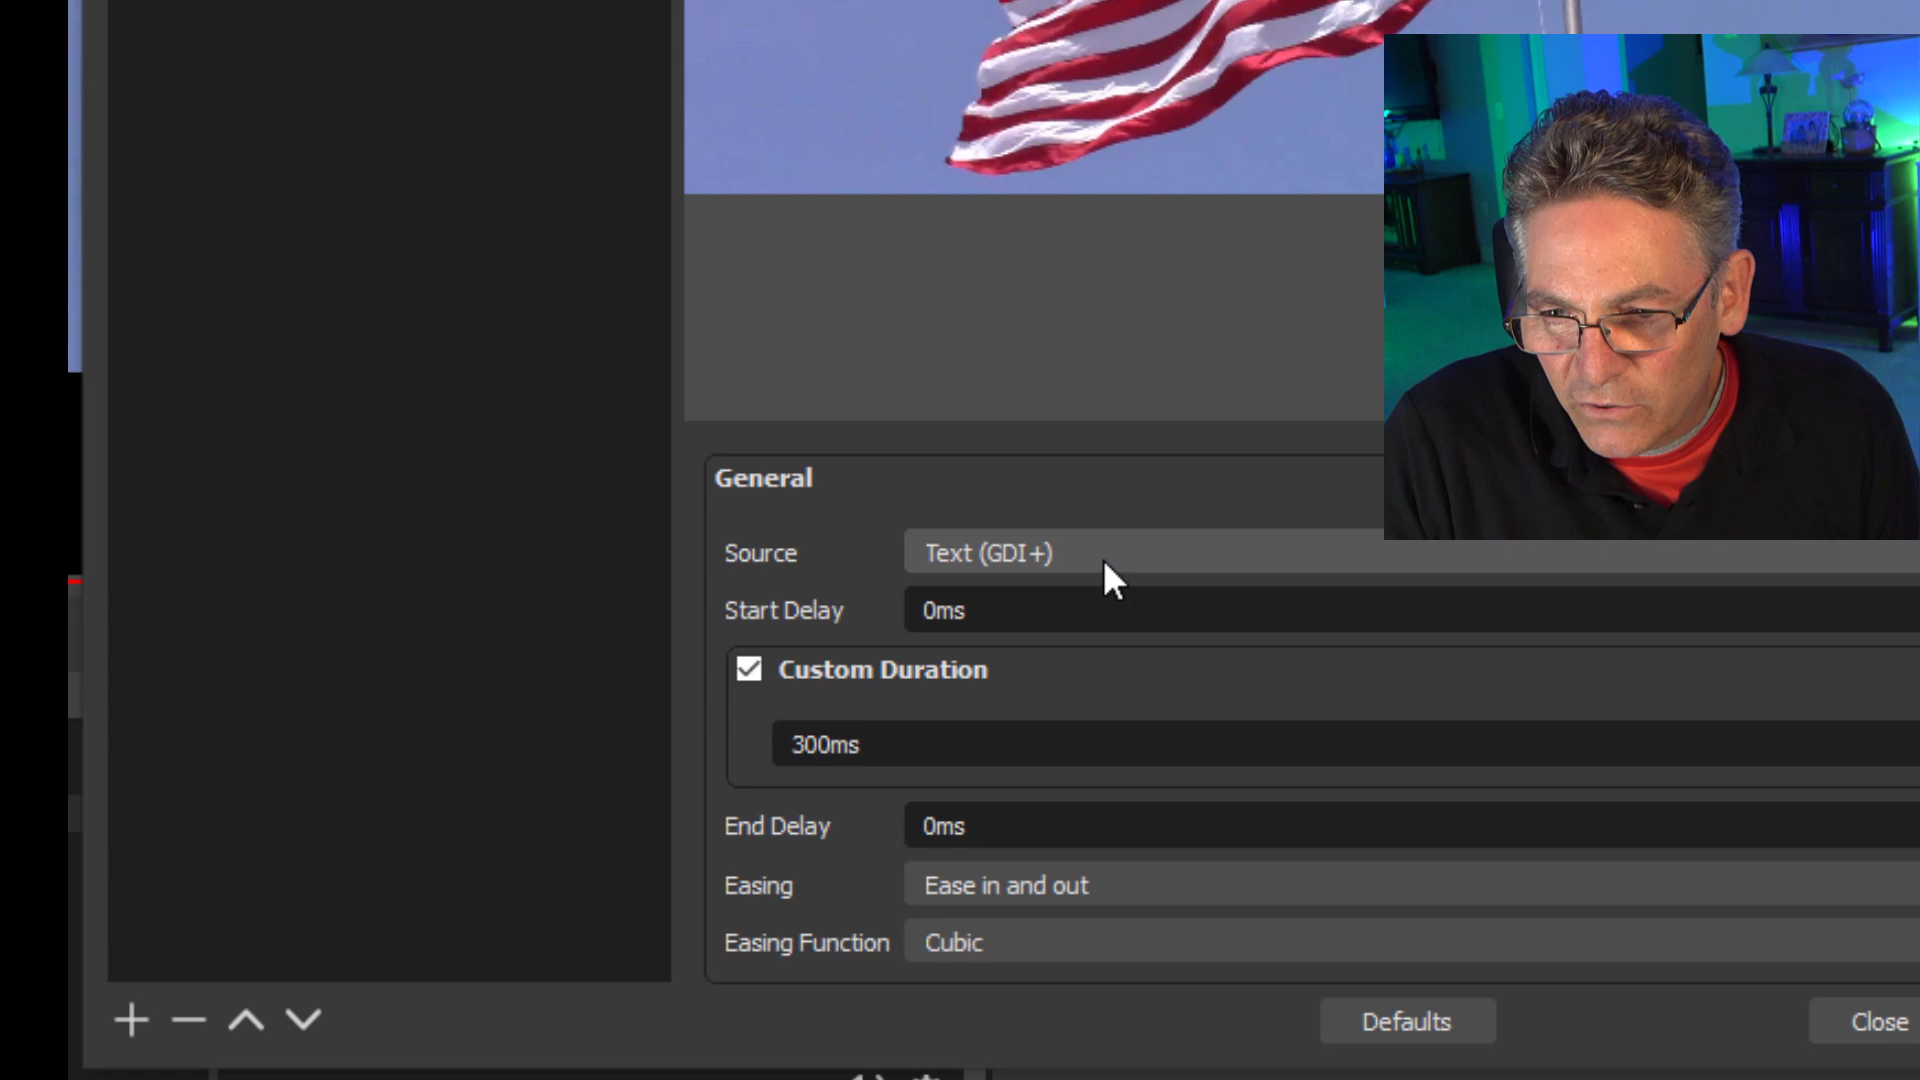 General
Source Text (GDI+)
Start Delay 0ms
Custom Duration
300ms
End Delay 0ms
Easing Ease in and out
Easing Function Cubic
Defaults Close